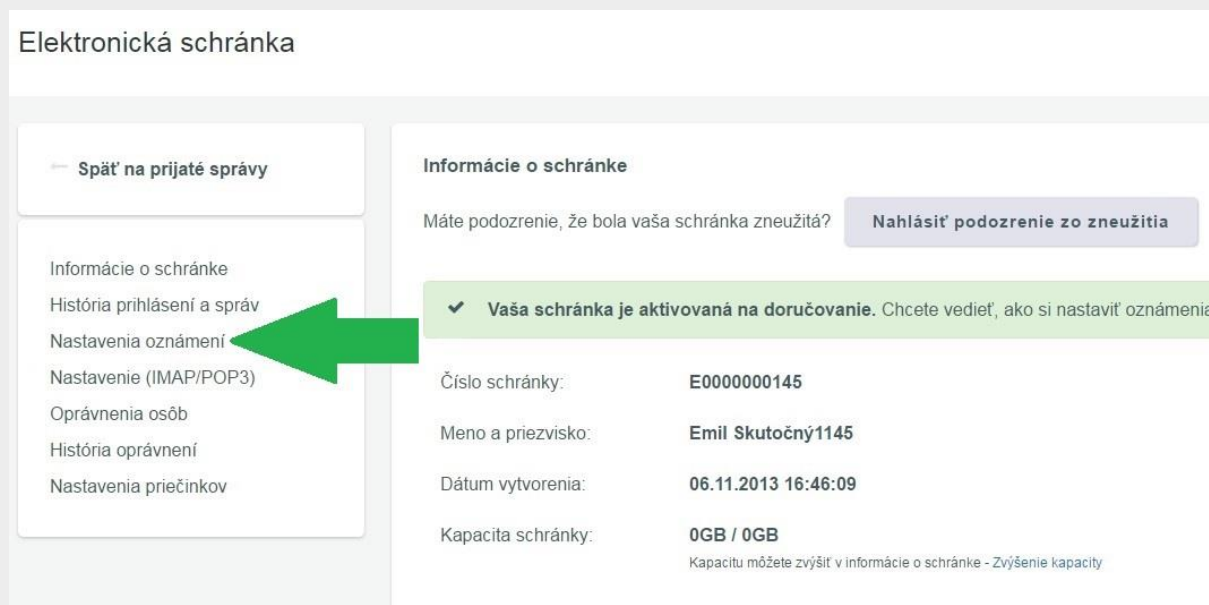 Elektronická schránka
Späť na prijaté správy
Informácie o schránke
História prihlásení a správ
Nastavenia oznámení
Nastavenie (IMAP/POP3)
Oprávnenia osôb
História oprávnení
Nastavenia priečinkov
Informácie o schránke
Máte podozrenie, že bola vaša schránka zneužitá? Nahlásiť podozrenie zo zneužitia
Vaša schránka je aktivovaná na doručovanie. Chcete vedieť, ako si nastaviť oznámenia
Číslo schránky: E0000000145
Meno a priezvisko: Emil Skutočný1145
Dátum vytvorenia: 06.11.2013 16:46:09
Kapacita schránky: 0GB / 0GB
Kapacitu môžete zvýšiť v informácie o schránke - Zvýšenie kapacity